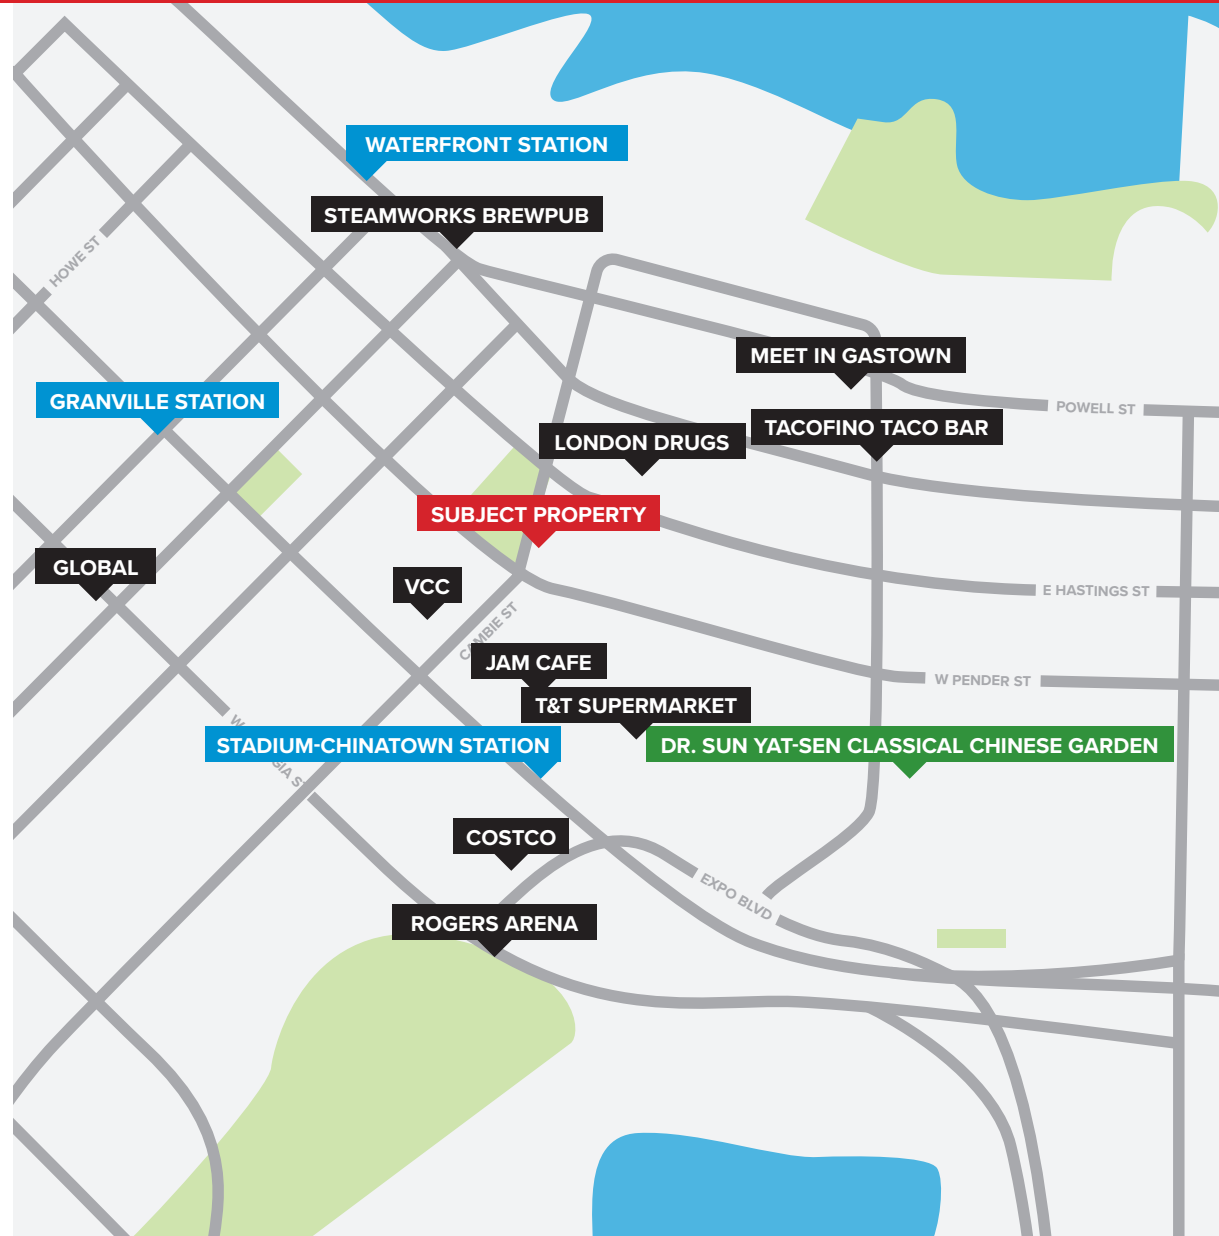 WATERFRONT STATION
STEAMWORKS BREWPUB
HOWE ST
MEET IN GASTOWN
GRANVILLE STATION
POWELL ST
TACOFINO TACO BAR
LONDON DRUGS
SUBJECT PROPERTY
GLOBAL
VCC
E HASTINGS ST
JAM CAFE
W PENDER ST
T&T SUPERMARKET
STADIUM-CHINATOWN STATION
DR. SUN YAT-SEN CLASSICAL CHINESE GARDEN
COSTCO
EXPO BLVD
ROGERS ARENA